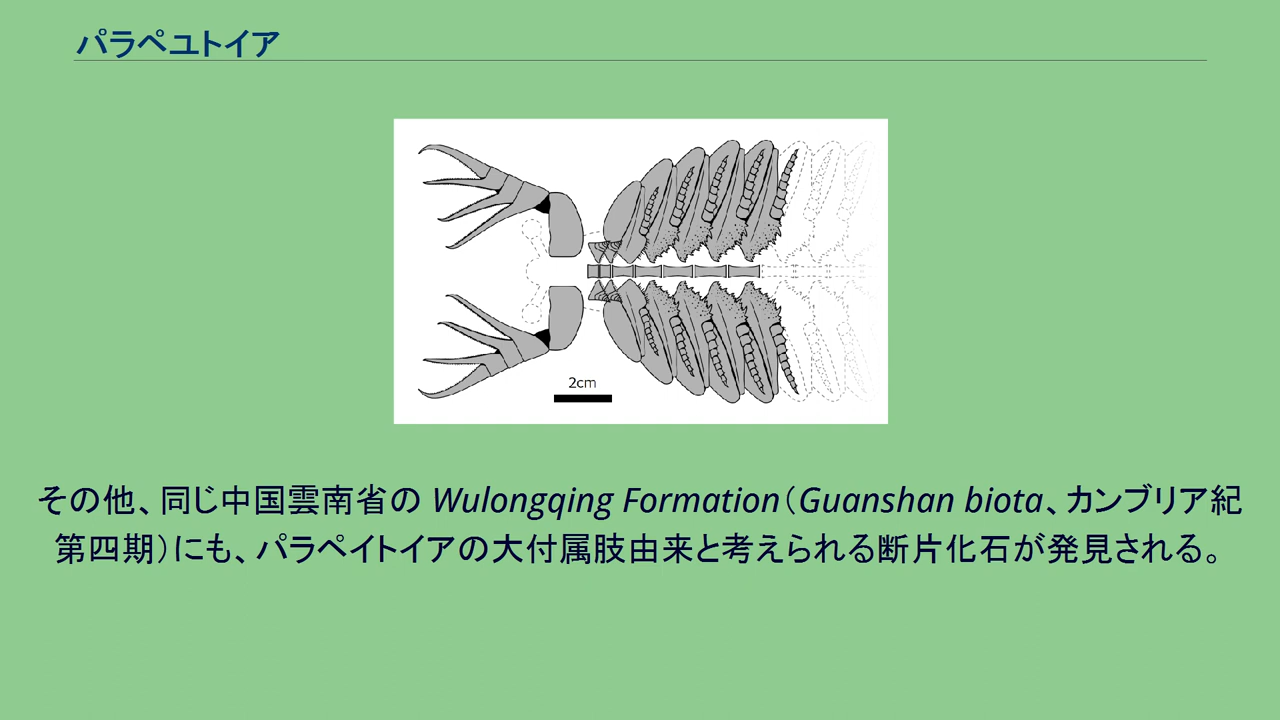 パラペユトイア
2cm
その他、同じ中国雲南省の Wulongqing Formation（Guanshan biota、カンブリア紀
第四期）にも、パラペイトイアの大付属肢由来と考えられる断片化石が発見される。